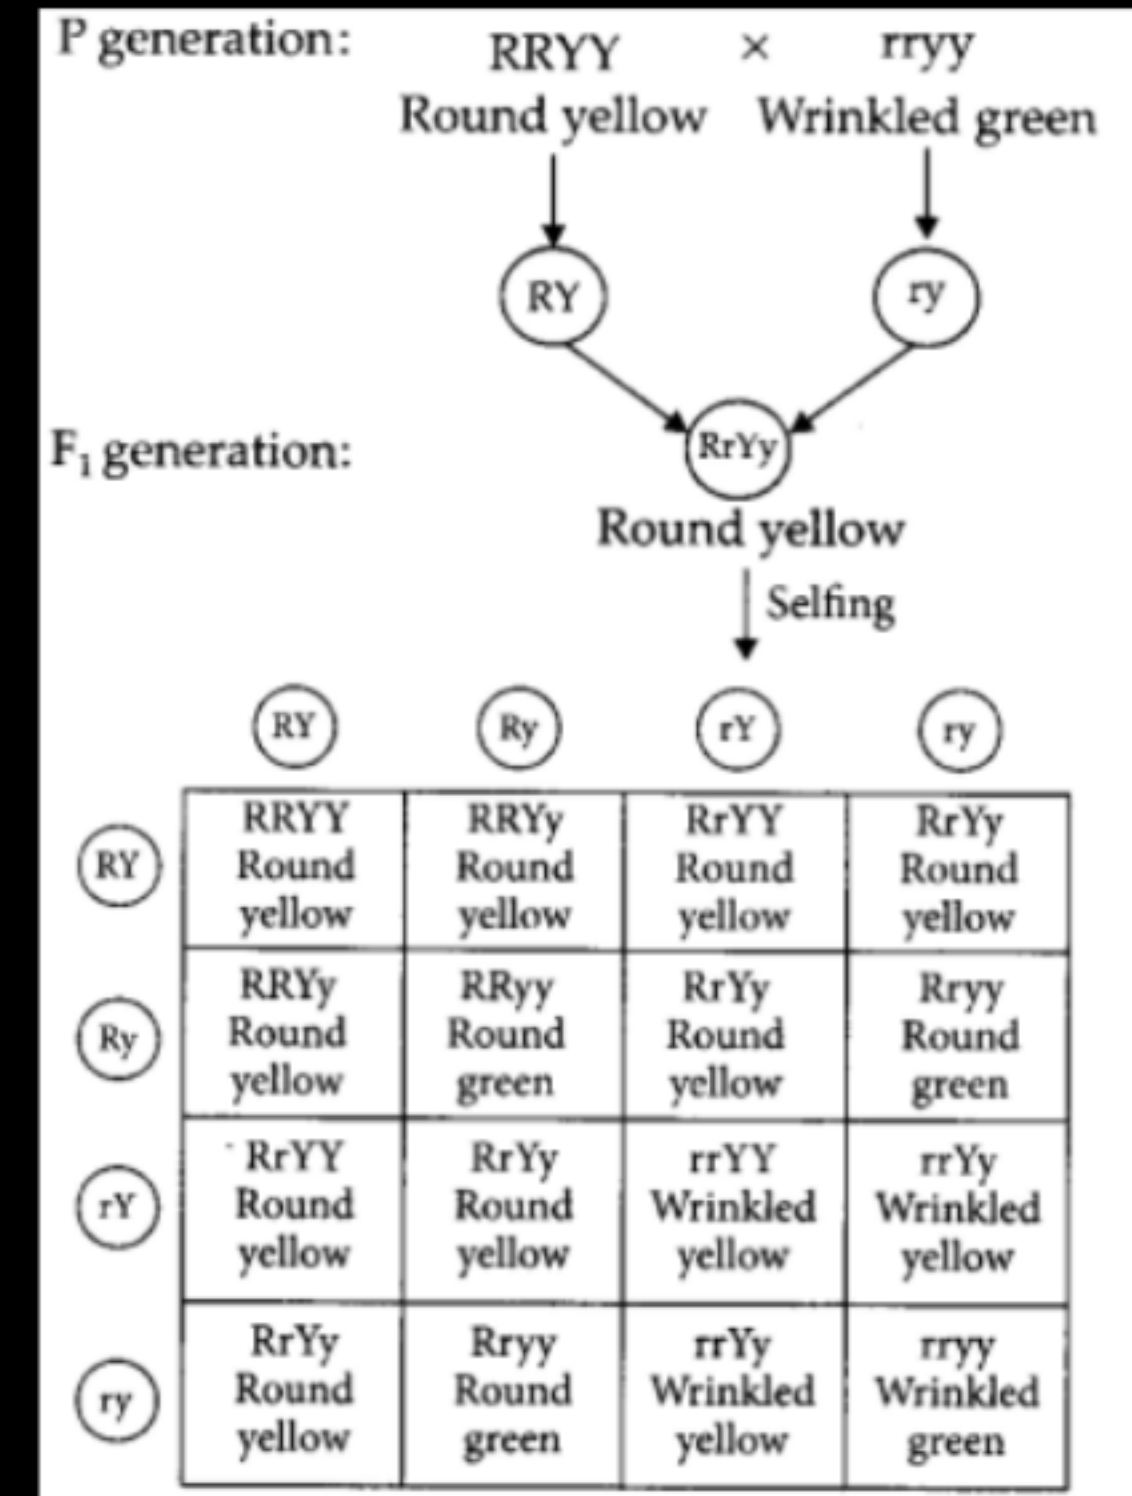 P generation: RRYY × rryy
Round yellow Wrinkled green
RY ry
F₁ generation: RrYy
Round yellow
Selfing
RY Ry rY ry
RY
RRYY RRYy RrYY RrYy
Round Round Round Round
yellow yellow yellow yellow
Ry
RRYy RRyy RrYy Rryy
Round Round Round Round
yellow green yellow green
rY
RrYY RrYy rrYY rrYy
Round Round Wrinkled Wrinkled
yellow yellow yellow yellow
ry
RrYy Rryy rrYy rryy
Round Round Wrinkled Wrinkled
yellow green yellow green